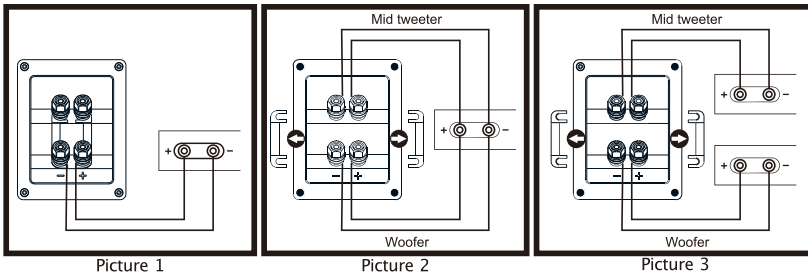 Mid tweeter
Mid tweeter
+ −
+ −
+ −
+ −
− +
− +
− +
Woofer
Woofer
Picture 1
Picture 2
Picture 3